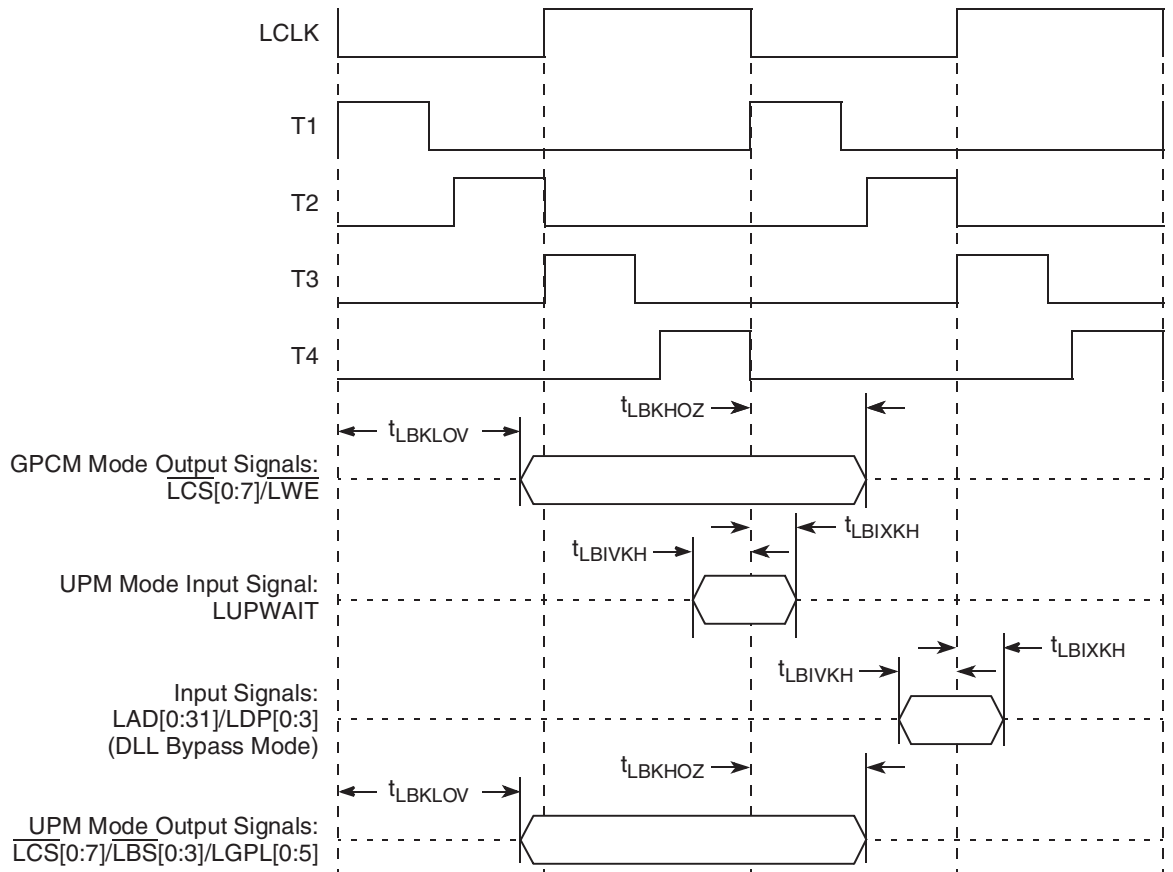 LCLK
T1
T2
T3
T4
tLBKHOZ
tLBKLOV
GPCM Mode Output Signals:
LCS[0:7]/LWE
tLBIXKH
tLBIVKH
UPM Mode Input Signal:
LUPWAIT
tLBIXKH
tLBIVKH
Input Signals:
LAD[0:31]/LDP[0:3]
(DLL Bypass Mode)
tLBKHOZ
tLBKLOV
UPM Mode Output Signals:
LCS[0:7]/LBS[0:3]/LGPL[0:5]